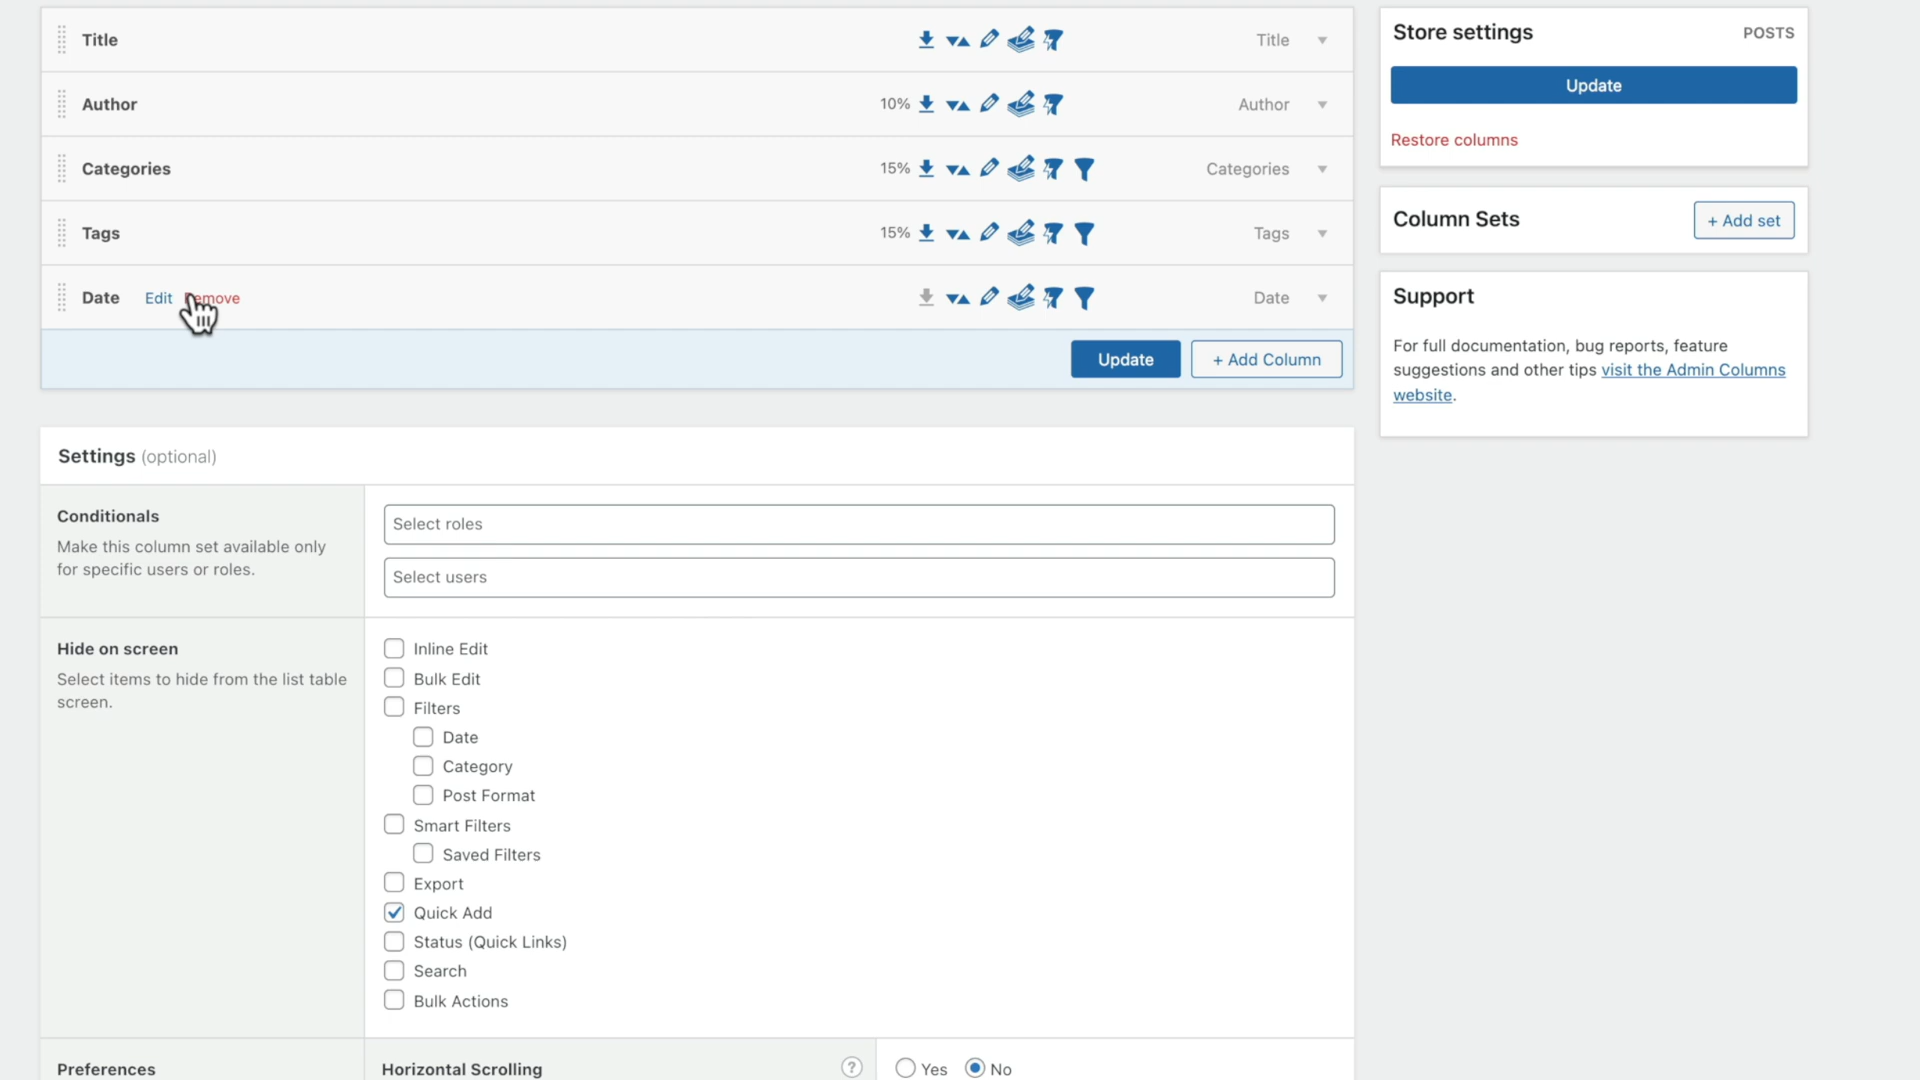 Title
Title
Author
10%
Author
Categories
15%
Categories
Tags
15%
Tags
Date Edit Remove
Date
Update
+ Add Column
Store settings
POSTS
Update
Restore columns
Column Sets
+ Add set
Support
For full documentation, bug reports, feature
suggestions and other tips visit the Admin Columns
website.
Settings (optional)
Conditionals
Make this column set available only
for specific users or roles.
Select roles
Select users
Hide on screen
Select items to hide from the list table
screen.
Inline Edit
Bulk Edit
Filters
Date
Category
Post Format
Smart Filters
Saved Filters
Export
Quick Add
Status (Quick Links)
Search
Bulk Actions
Preferences
Horizontal Scrolling
?
Yes
No